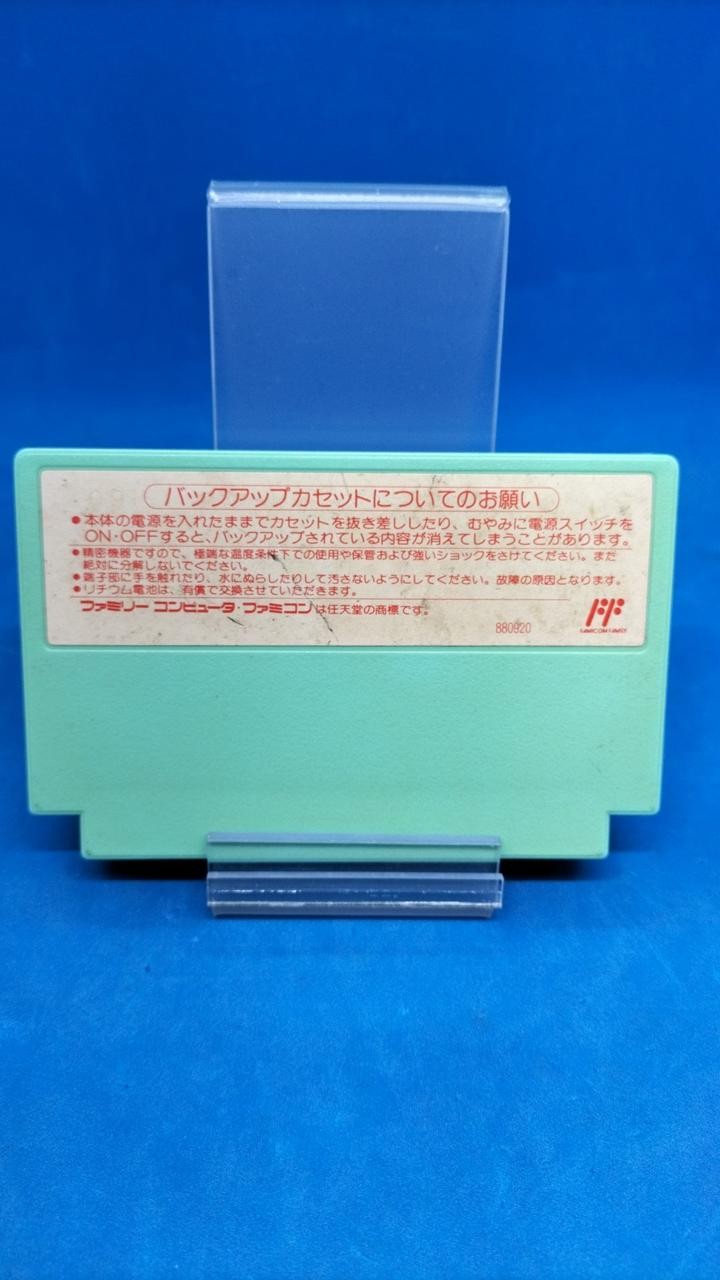 バックアップカセットについてのお願い
●本体の電源を入れたままでカセットを抜き差ししたり、むやみに電源スイッチを
ON・OFFすると、バックアップされている内容が消えてしまうことがあります。
●精密機器ですので、極端な温度条件下での使用や保管および強いショックをさけてください。また
絶対に分解しないでください。
●端子部に手を触れたり、水にぬらしたりして汚さないようにしてください。故障の原因となります。
●リチウム電池は、有償で交換させていただきます。
ファミリー コンピュータ・ファミコンは任天堂の商標です。
880920
FAMICOM FAMILY